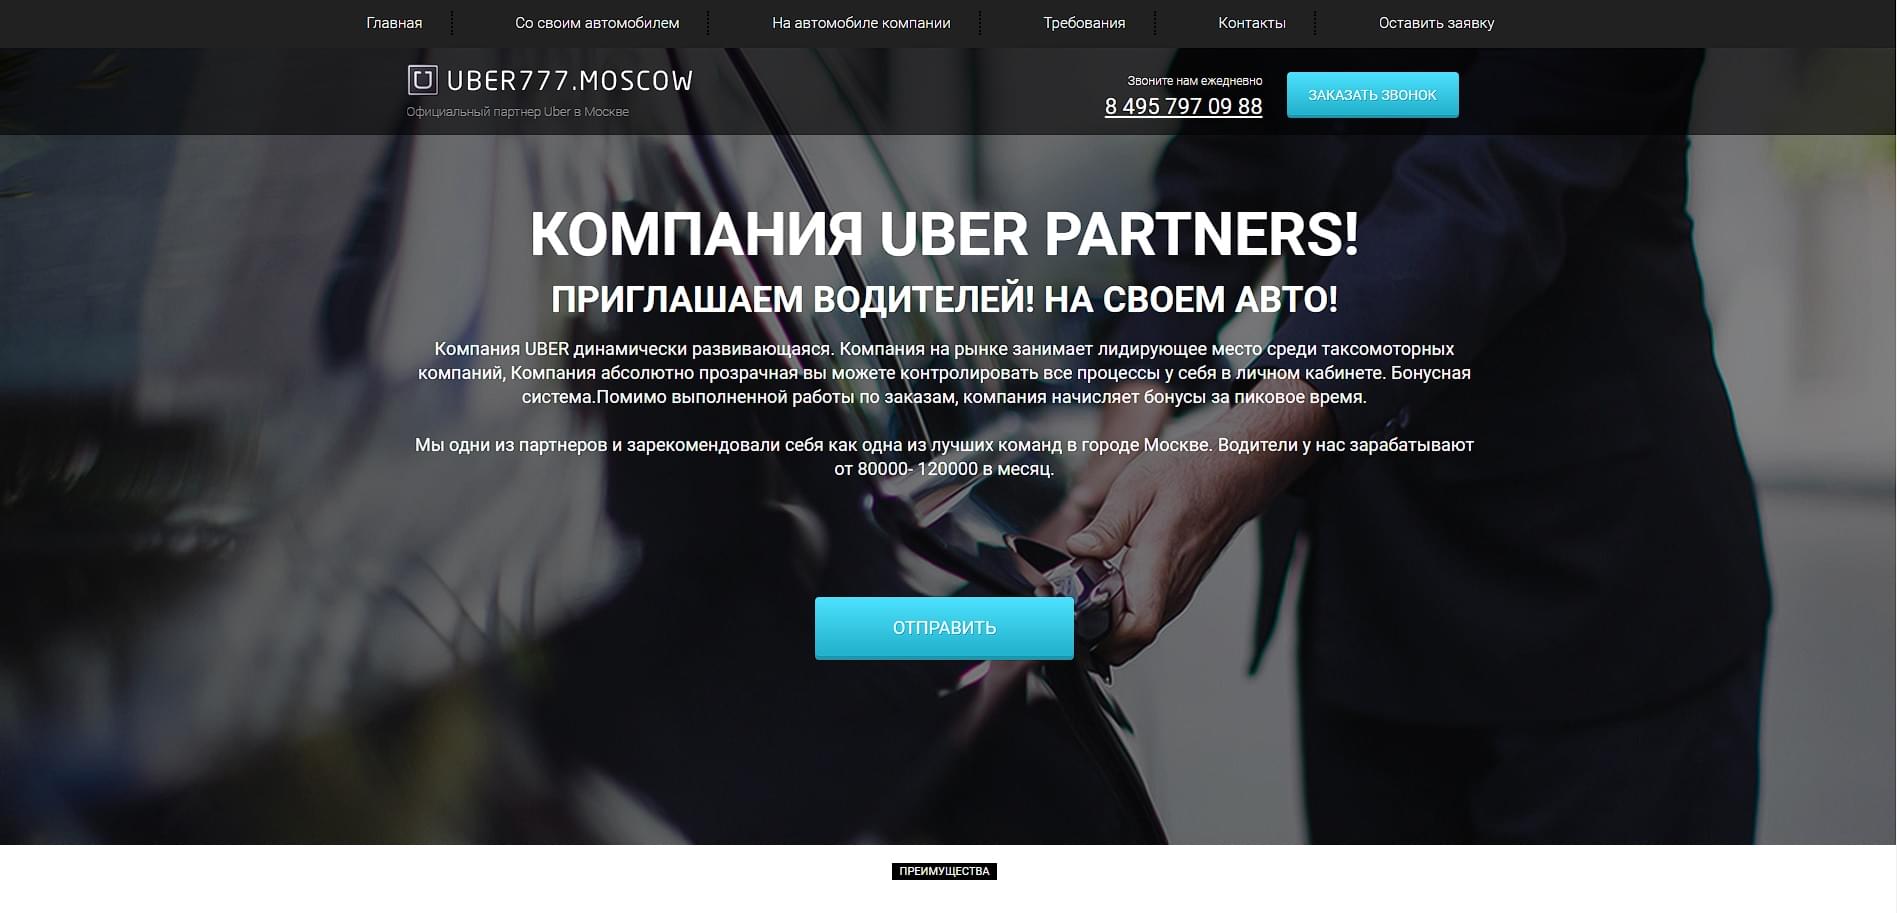 Главная Со своим автомобилем На автомобиле компании Требования Контакты Оставить заявку
UBER777.MOSCOW
Официальный партнер Uber в Москве
Звоните нам ежедневно
8 495 797 09 88
ЗАКАЗАТЬ ЗВОНОК
КОМПАНИЯ UBER PARTNERS!
ПРИГЛАШАЕМ ВОДИТЕЛЕЙ! НА СВОЕМ АВТО!
Компания UBER динамически развивающаяся. Компания на рынке занимает лидирующее место среди таксомоторных
компаний, Компания абсолютно прозрачная вы можете контролировать все процессы у себя в личном кабинете. Бонусная
система.Помимо выполненной работы по заказам, компания начисляет бонусы за пиковое время.
Мы одни из партнеров и зарекомендовали себя как одна из лучших команд в городе Москве. Водители у нас зарабатывают
от 80000- 120000 в месяц.
ОТПРАВИТЬ
ПРЕИМУЩЕСТВА